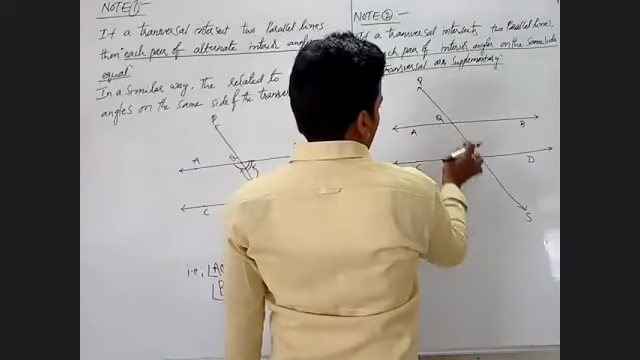 NOTE ①
If a transversal intersect two Parallel lines
then each pair of alternate interior
equal
In a Similar way, The related to
angles on the same side of the transver
P
A
Q
C
i.e,
NOTE ②
If a transversal intersects two Parallel lines,
each pair of interior angles on the same side
transversal are Supplementary:
Q
A
B
D
S